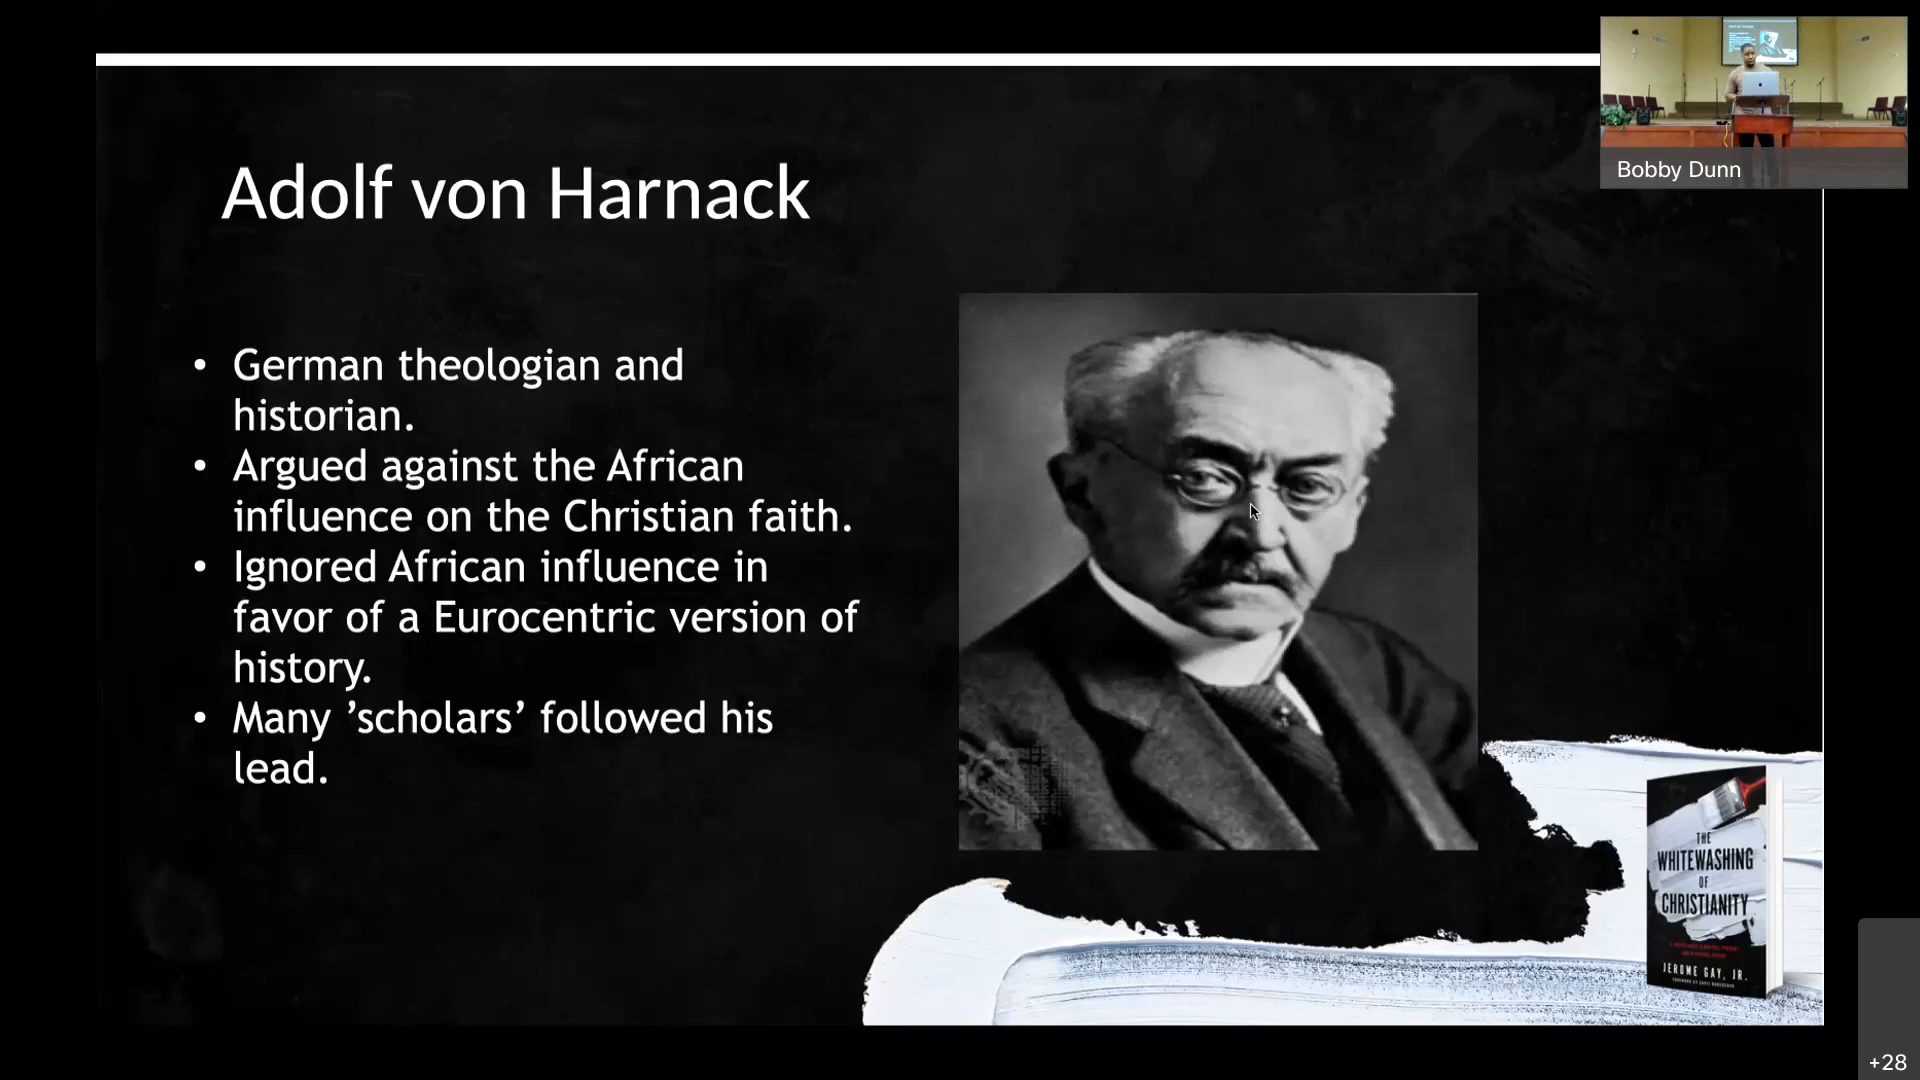 Bobby Dunn
Adolf von Harnack
• German theologian and
historian.
• Argued against the African
influence on the Christian faith.
• Ignored African influence in
favor of a Eurocentric version of
history.
• Many ’scholars’ followed his
lead.
THE
WHITEWASHING
OF
CHRISTIANITY
JEROME GAY, JR.
+28